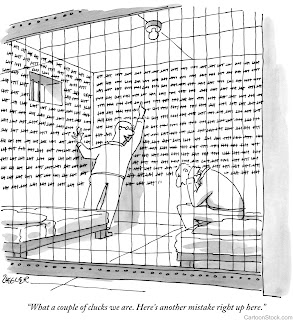 ZIEGLER
"What a couple of clucks we are. Here's another mistake right up here."
CartoonStock.com